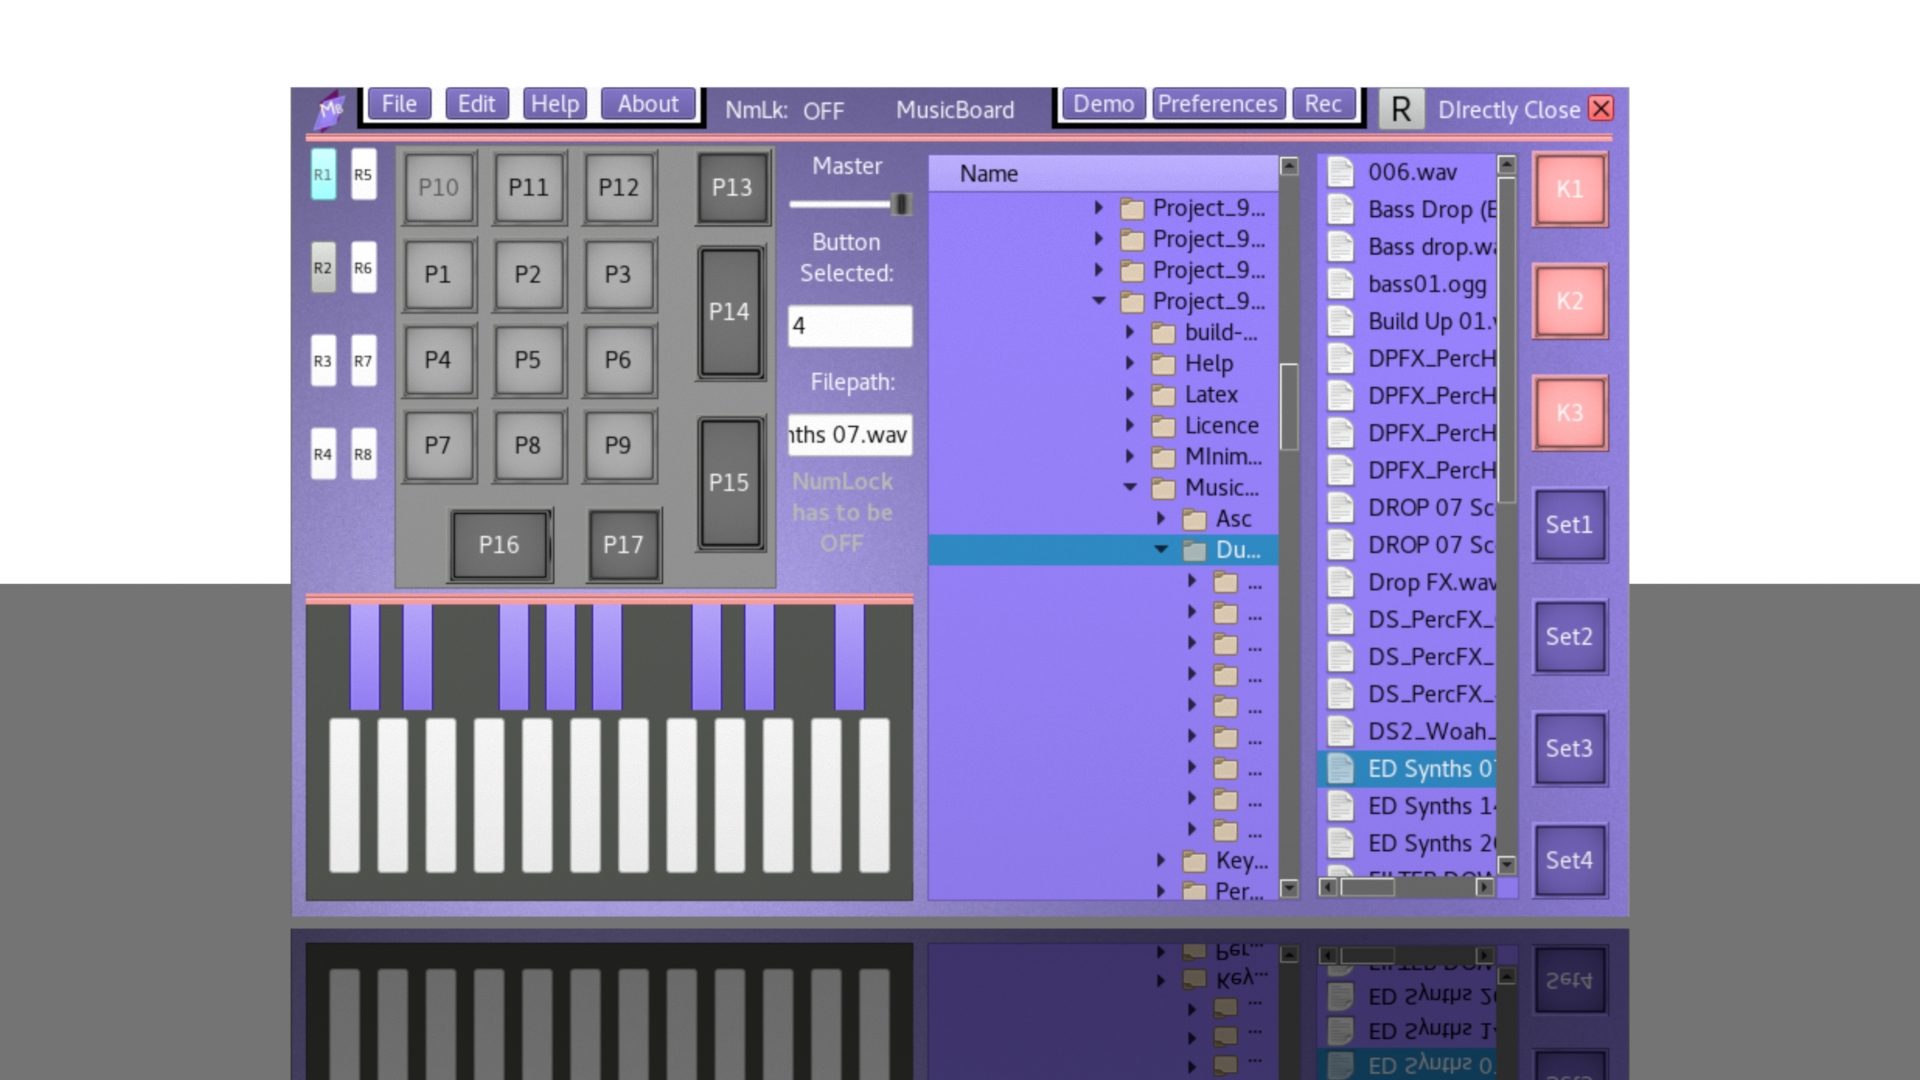 MB
File Edit Help About NmLk: OFF MusicBoard Demo Preferences Rec R DIrectly Close
R1 R5
R2 R6
R3 R7
R4 R8
P10 P11 P12 P13
P1 P2 P3 P14
P4 P5 P6
P7 P8 P9 P15
P16 P17
Master
Button
Selected:
4
Filepath:
ths 07.wav
NumLock
has to be
OFF
Name
Project_9...
Project_9...
Project_9...
Project_9...
build-...
Help
Latex
Licence
MInim...
Music...
Asc
Du...
...
...
...
...
...
...
...
...
...
Key...
Per...
006.wav
Bass Drop (
Bass drop.wa
bass01.ogg
Build Up 01.
DPFX_PercH
DPFX_PercH
DPFX_PercH
DPFX_PercH
DROP 07 Sc
DROP 07 Sc
Drop FX.wav
DS_PercFX_
DS_PercFX_
DS_PercFX_
DS2_Woah_
ED Synths 07
ED Synths 14
ED Synths 20
K1
K2
K3
Set1
Set2
Set3
Set4